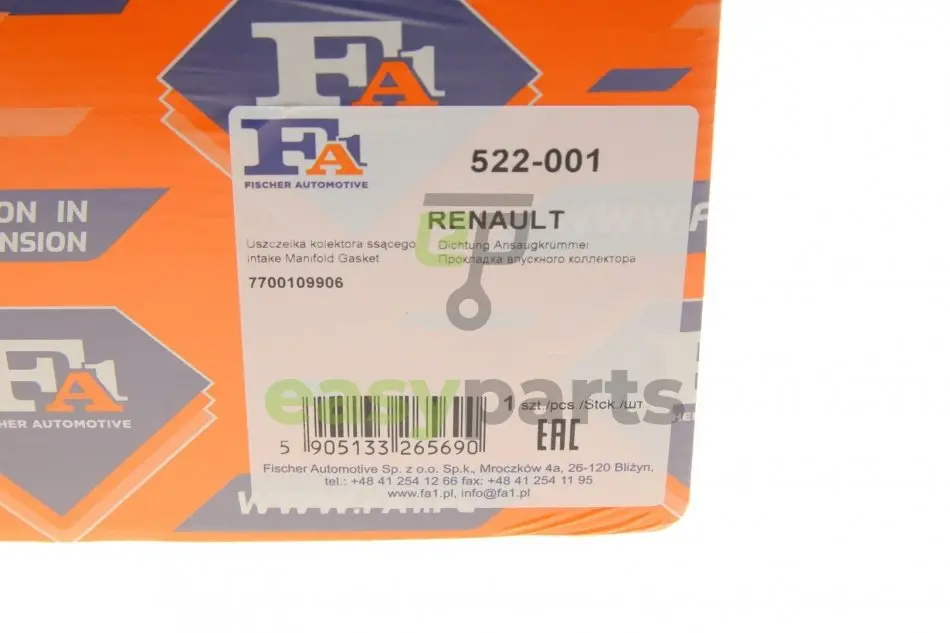 FA1
FA1
FISCHER AUTOMOTIVE
522-001
RENAULT
ON IN
NSION
Uszczelka kolektora ssącego
Dichtung Ansaugkrümmer
Intake Manifold Gasket
Прокладка впускного коллектора
7700109906
FA1
HER AUTOMOTIVE
easyparts
1 szt./pcs./Stck./шт.
EAC
5 905133 265690
Fischer Automotive Sp. z o.o. Sp.k., Mroczków 4a, 26-120 Bliżyn,
tel.: +48 41 254 12 66 fax: +48 41 254 11 95
www.fa1.pl, info@fa1.pl